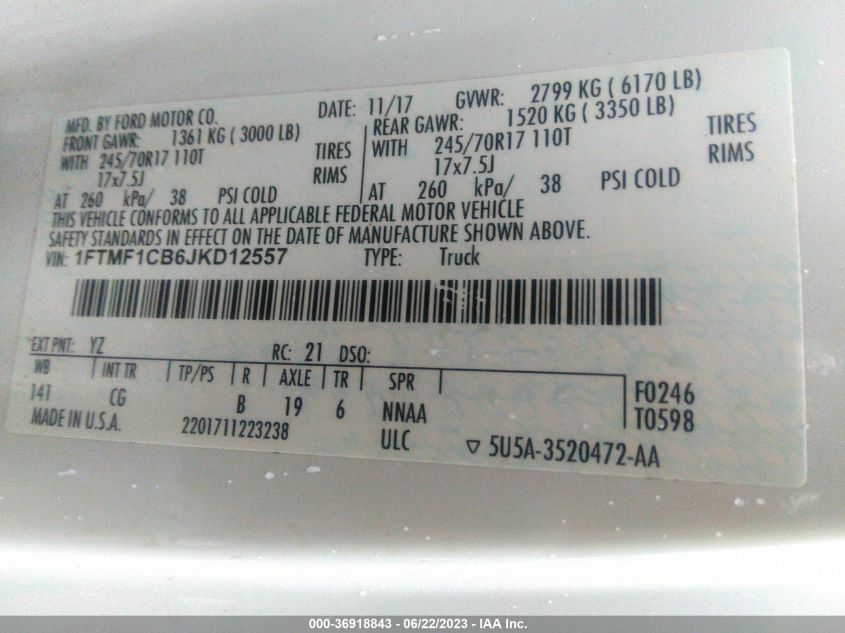 MFD. BY FORD MOTOR CO. DATE: 11/17 GVWR: 2799 KG ( 6170 LB)
FRONT GAWR: 1361 KG ( 3000 LB) REAR GAWR: 1520 KG ( 3350 LB)
WITH 245/70R17 110T TIRES WITH 245/70R17 110T TIRES
17x7.5J RIMS 17x7.5J RIMS
AT 260 kPa/ 38 PSI COLD AT 260 kPa/ 38 PSI COLD
THIS VEHICLE CONFORMS TO ALL APPLICABLE FEDERAL MOTOR VEHICLE
SAFETY STANDARDS IN EFFECT ON THE DATE OF MANUFACTURE SHOWN ABOVE.
VIN: 1FTMF1CB6JKD12557 TYPE: Truck
EXT PNT: YZ RC: 21 DSO:
WB INT TR TP/PS R AXLE TR SPR
141 CG B 19 6 NNAA F0246
MADE IN U.S.A. 2201711223238 ULC T0598
▽ 5U5A-3520472-AA
000-36918843 - 06/22/2023 - IAA Inc.